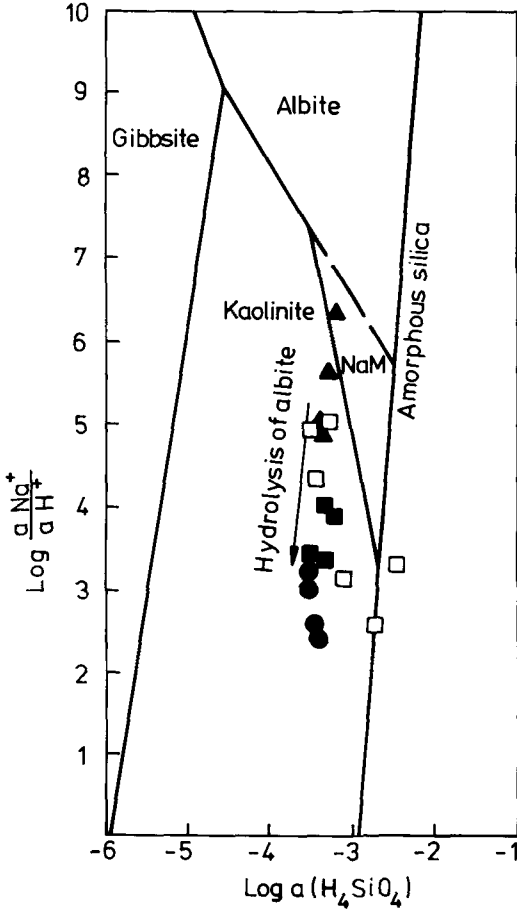 10
9
8
7
6
5
4
3
2
1
Log a Na+ / a H+
Albite
Gibbsite
Kaolinite
NaM
Amorphous silica
Hydrolysis of albite
-6 -5 -4 -3 -2 -1
Log a (H₄SiO₄)